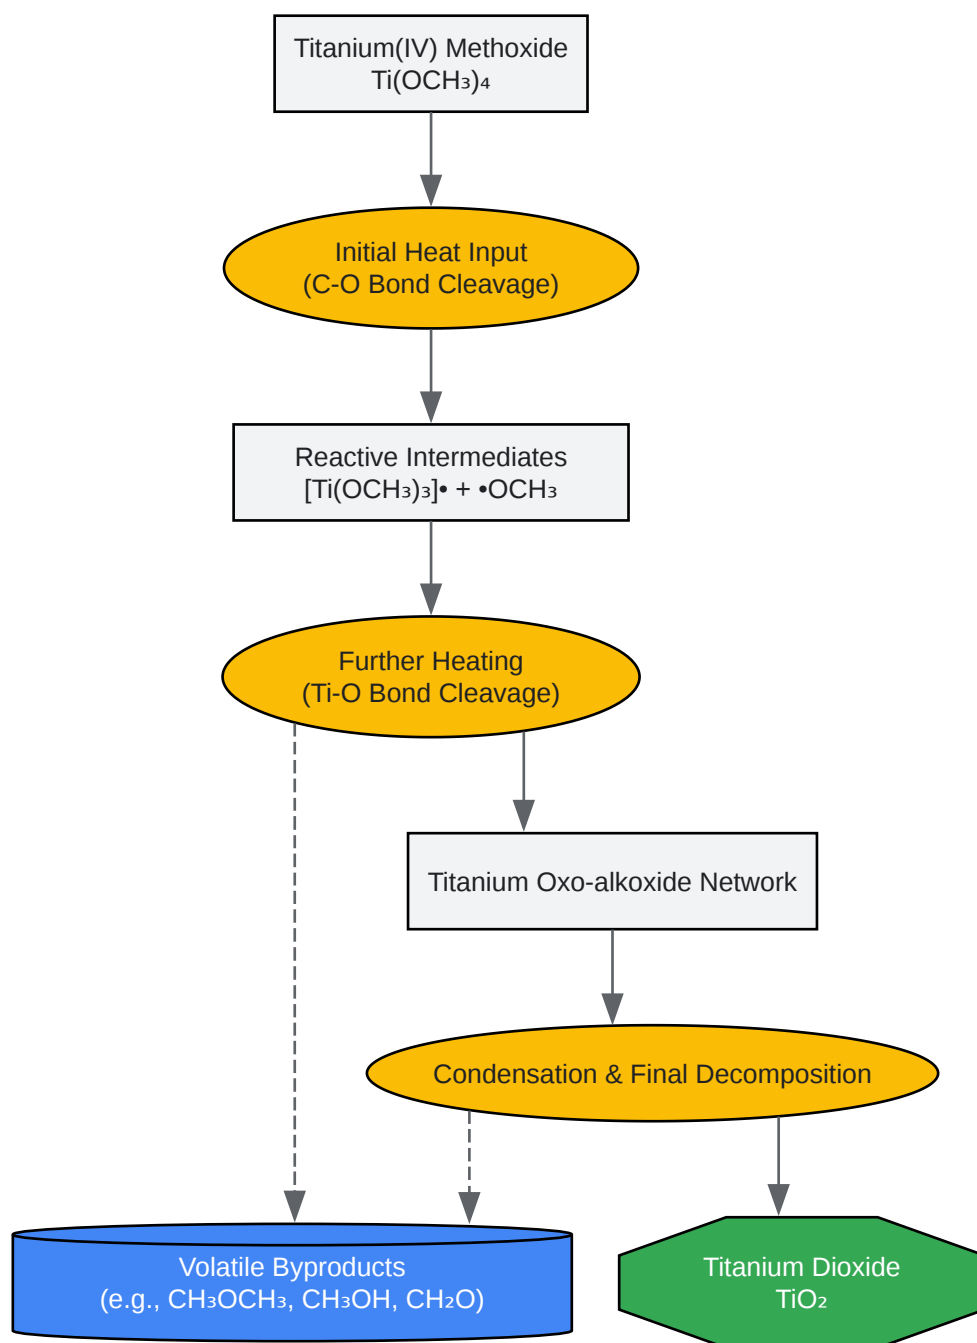 Titanium(IV) Methoxide
Ti(OCH₃)₄
Initial Heat Input
(C-O Bond Cleavage)
Reactive Intermediates
[Ti(OCH₃)₃]• + •OCH₃
Further Heating
(Ti-O Bond Cleavage)
Titanium Oxo-alkoxide Network
Condensation & Final Decomposition
Volatile Byproducts
(e.g., CH₃OCH₃, CH₃OH, CH₂O)
Titanium Dioxide
TiO₂